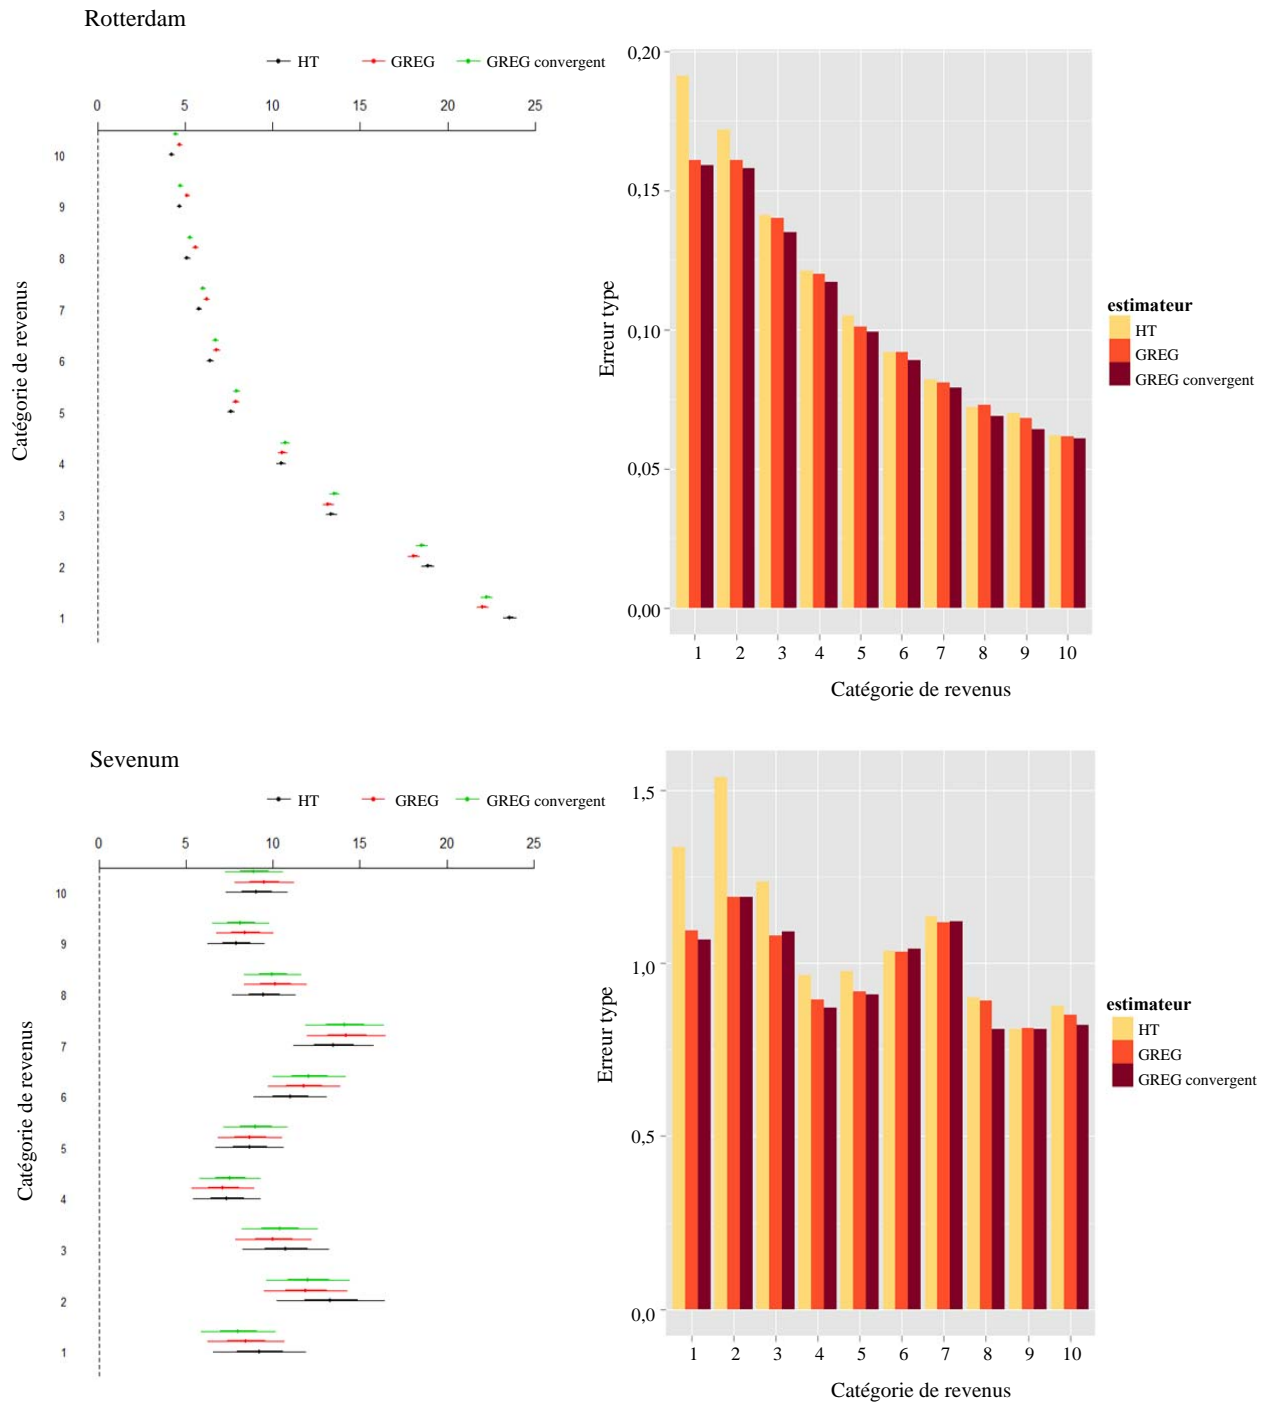 Rotterdam
HT GREG GREG convergent
0 5 10 15 20 25
10
9
8
7
6
5
4
3
2
1
Catégorie de revenus
0,20
0,15
0,10
0,05
0,00
Erreur type
1 2 3 4 5 6 7 8 9 10
Catégorie de revenus
estimateur
HT
GREG
GREG convergent
Sevenum
HT GREG GREG convergent
0 5 10 15 20 25
10
9
8
7
6
5
4
3
2
1
Catégorie de revenus
1,5
1,0
0,5
0,0
Erreur type
1 2 3 4 5 6 7 8 9 10
Catégorie de revenus
estimateur
HT
GREG
GREG convergent